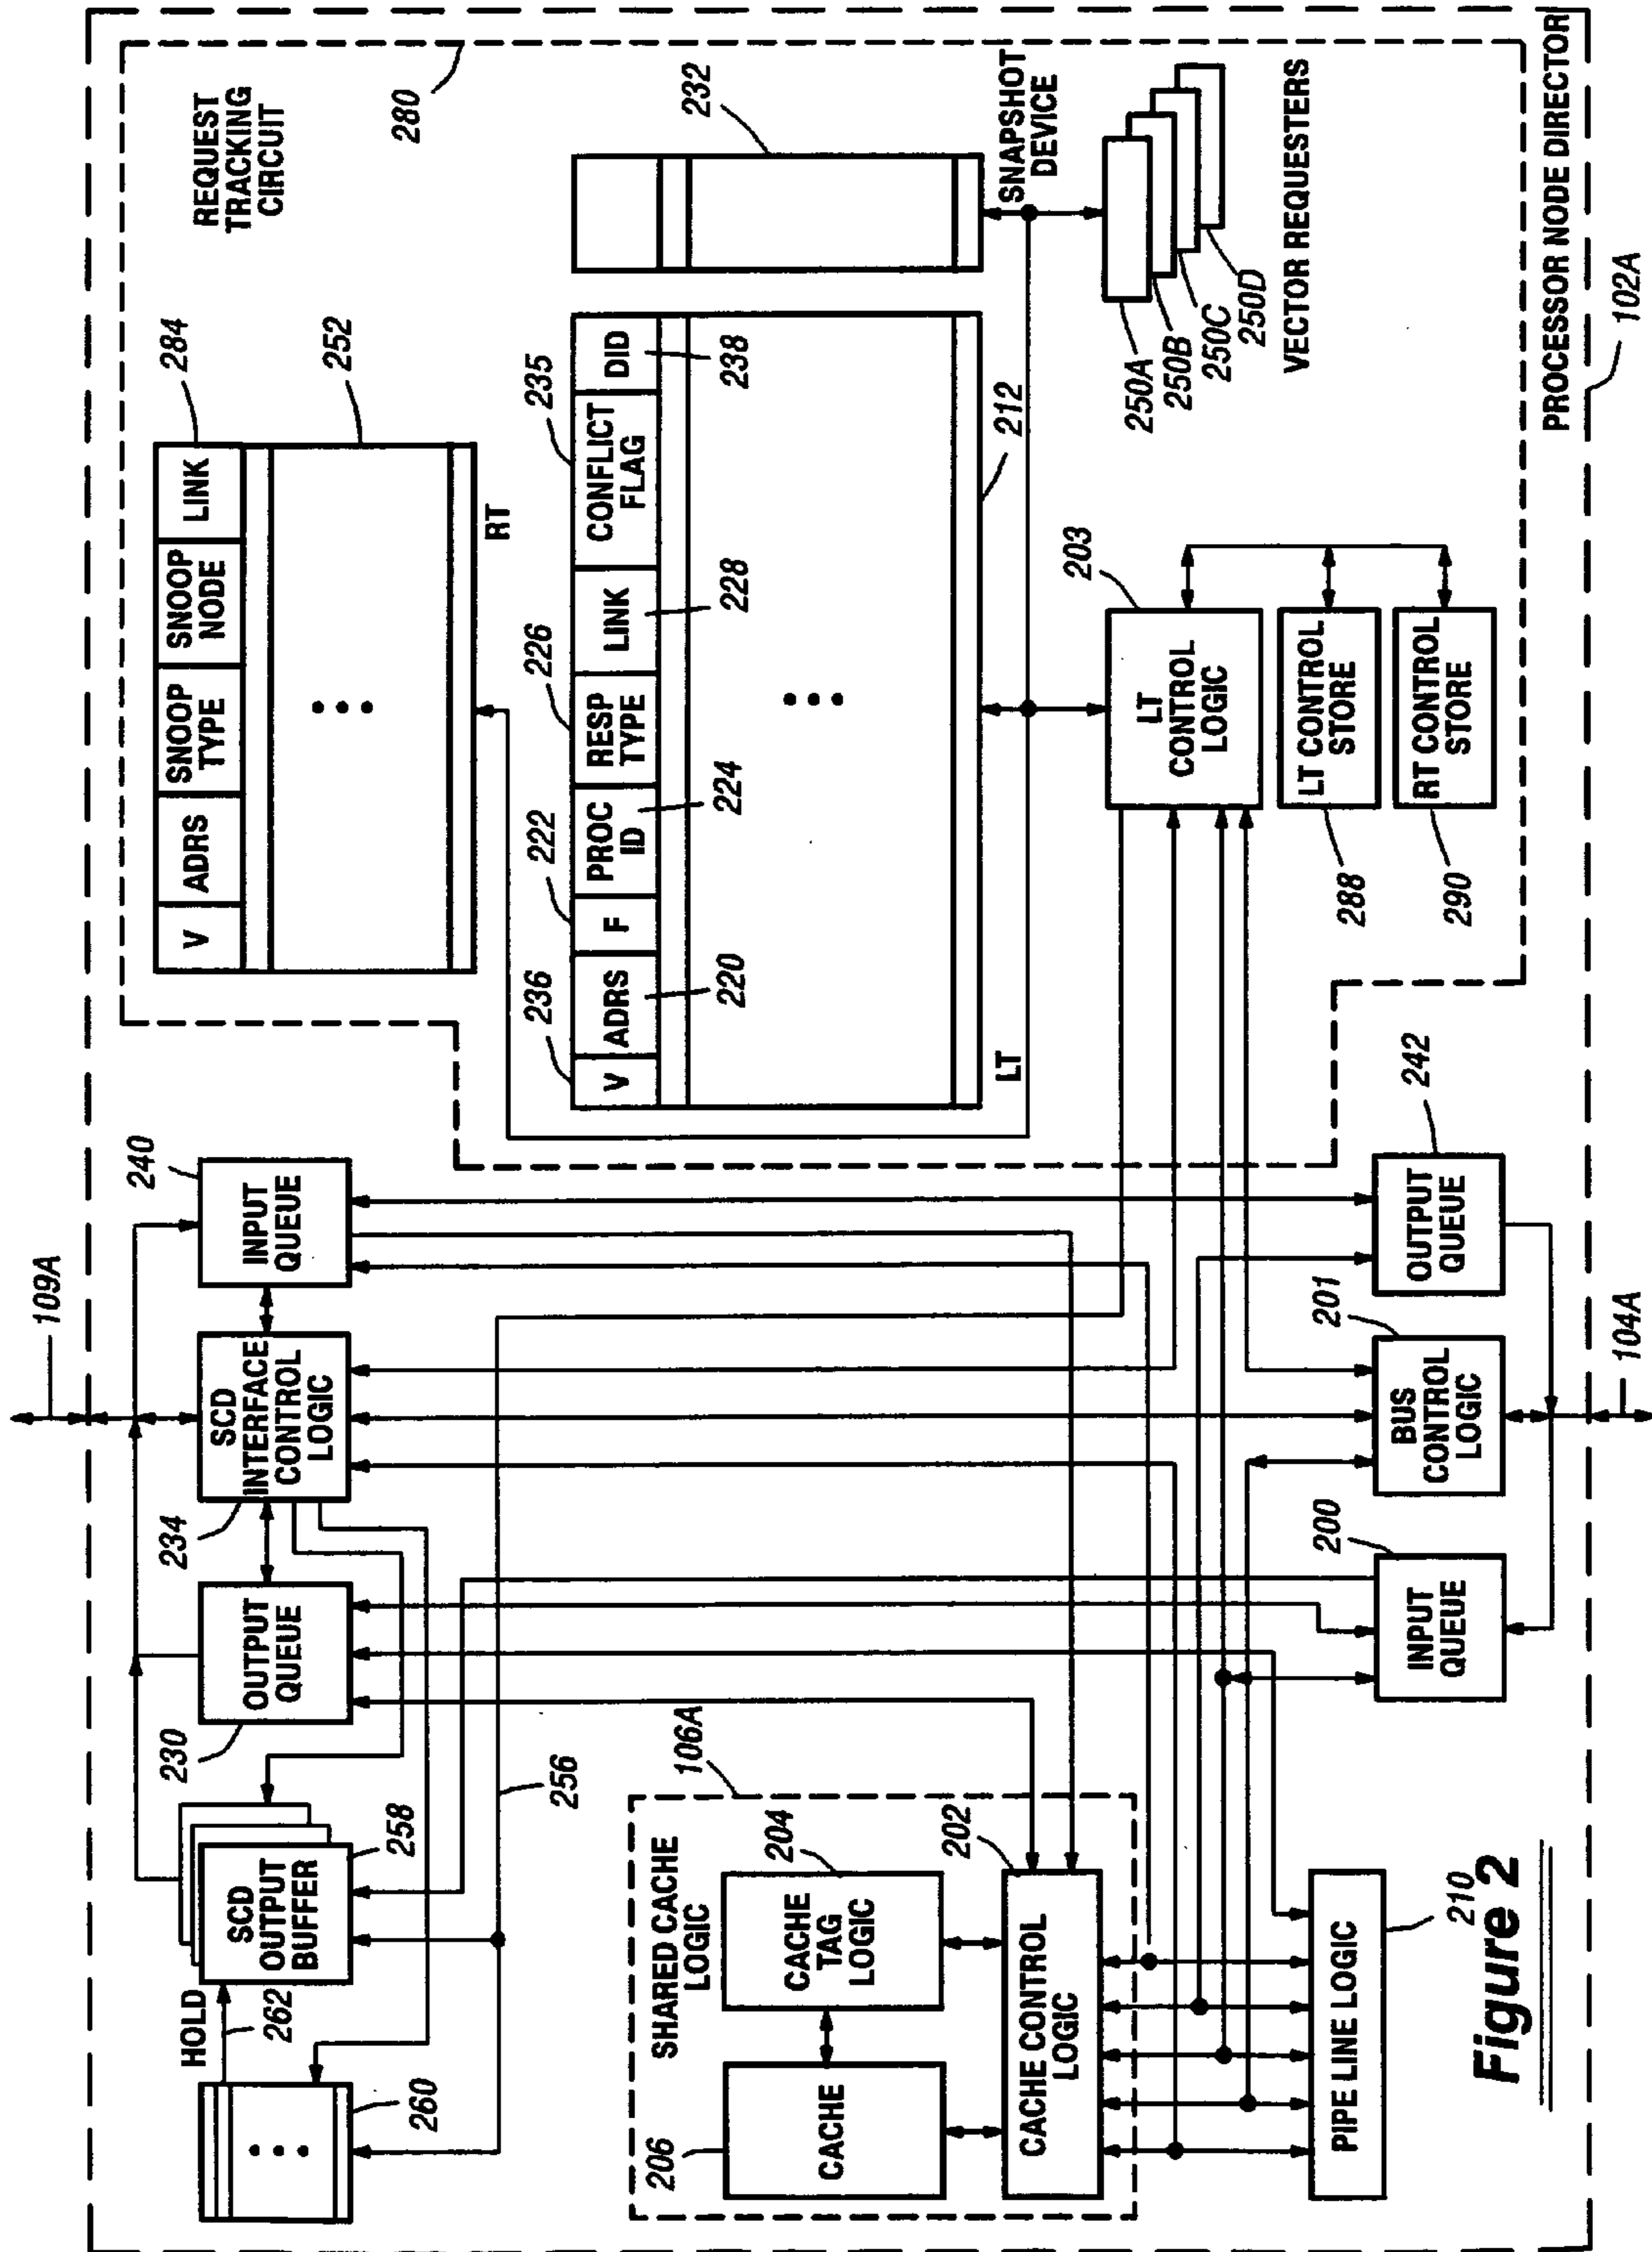 109A
HOLD
262
260
SCD
OUTPUT
BUFFER
258
230
OUTPUT
QUEUE
234
SCD
INTERFACE
CONTROL
LOGIC
240
INPUT
QUEUE
256
REQUEST
TRACKING
CIRCUIT
280
V
ADRS
SNOOP
TYPE
SNOOP
NODE
LINK
284
252
RT
236
222
226
235
V
ADRS
F
PROC
ID
RESP
TYPE
LINK
CONFLICT
FLAG
DID
220
224
228
238
LT
212
232
SNAPSHOT
DEVICE
250A
250B
250C
250D
VECTOR REQUESTERS
203
LT
CONTROL
LOGIC
LT CONTROL
STORE
RT CONTROL
STORE
288
290
106A
SHARED CACHE
LOGIC
206
CACHE
204
CACHE
TAG
LOGIC
202
CACHE CONTROL
LOGIC
PIPE LINE LOGIC
210
200
INPUT
QUEUE
201
BUS
CONTROL
LOGIC
242
OUTPUT
QUEUE
104A
PROCESSOR NODE DIRECTOR
102A
Figure 2